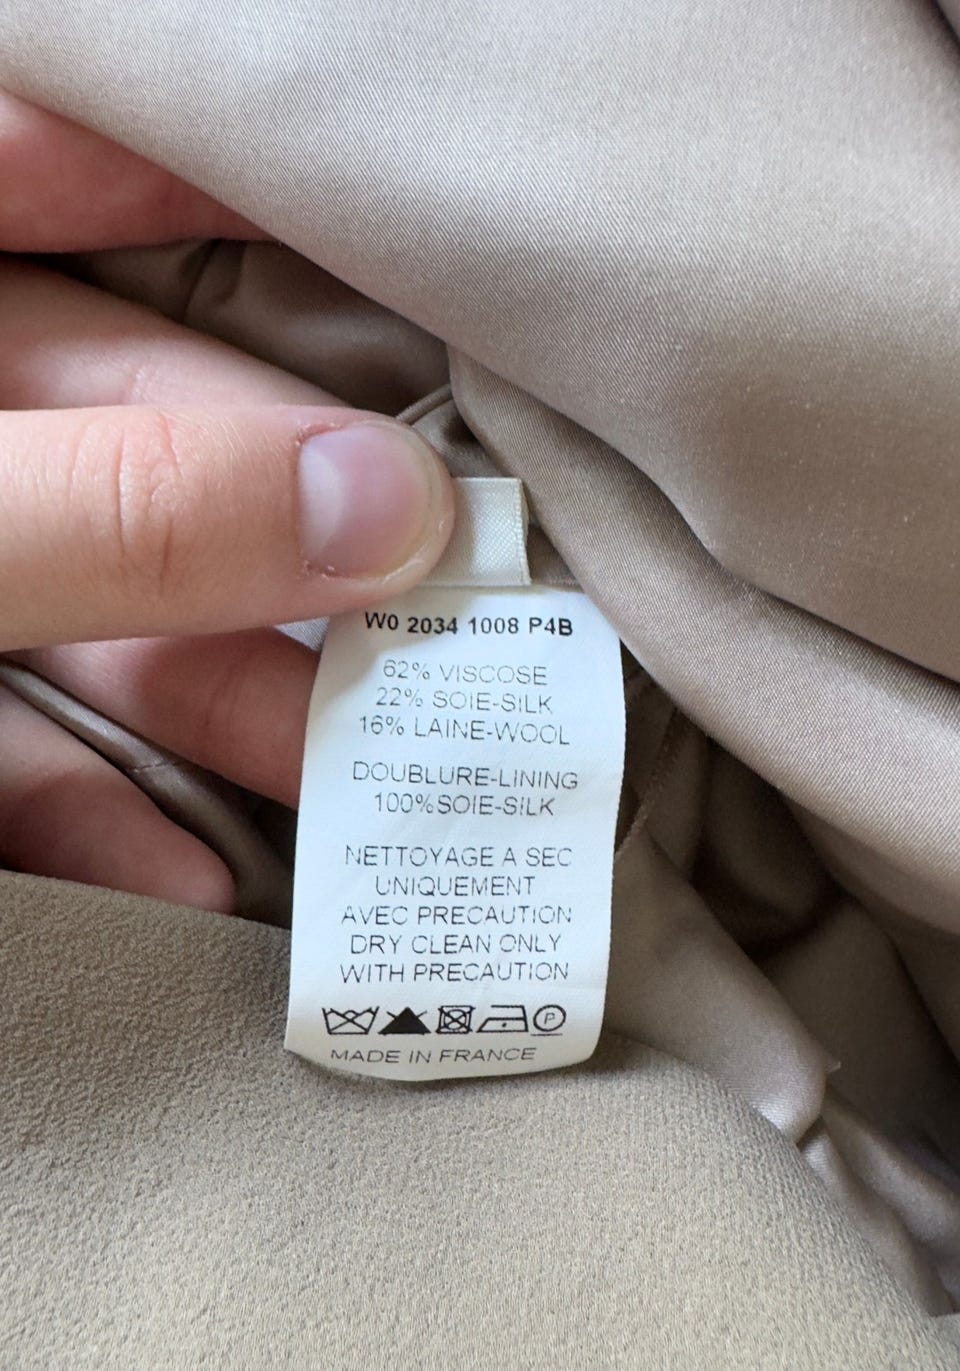 W0 2034 1008 P4B
62% VISCOSE
22% SOIE-SILK
16% LAINE-WOOL
DOUBLURE-LINING
100%SOIE-SILK
NETTOYAGE A SEC
UNIQUEMENT
AVEC PRECAUTION
DRY CLEAN ONLY
WITH PRECAUTION
P
MADE IN FRANCE